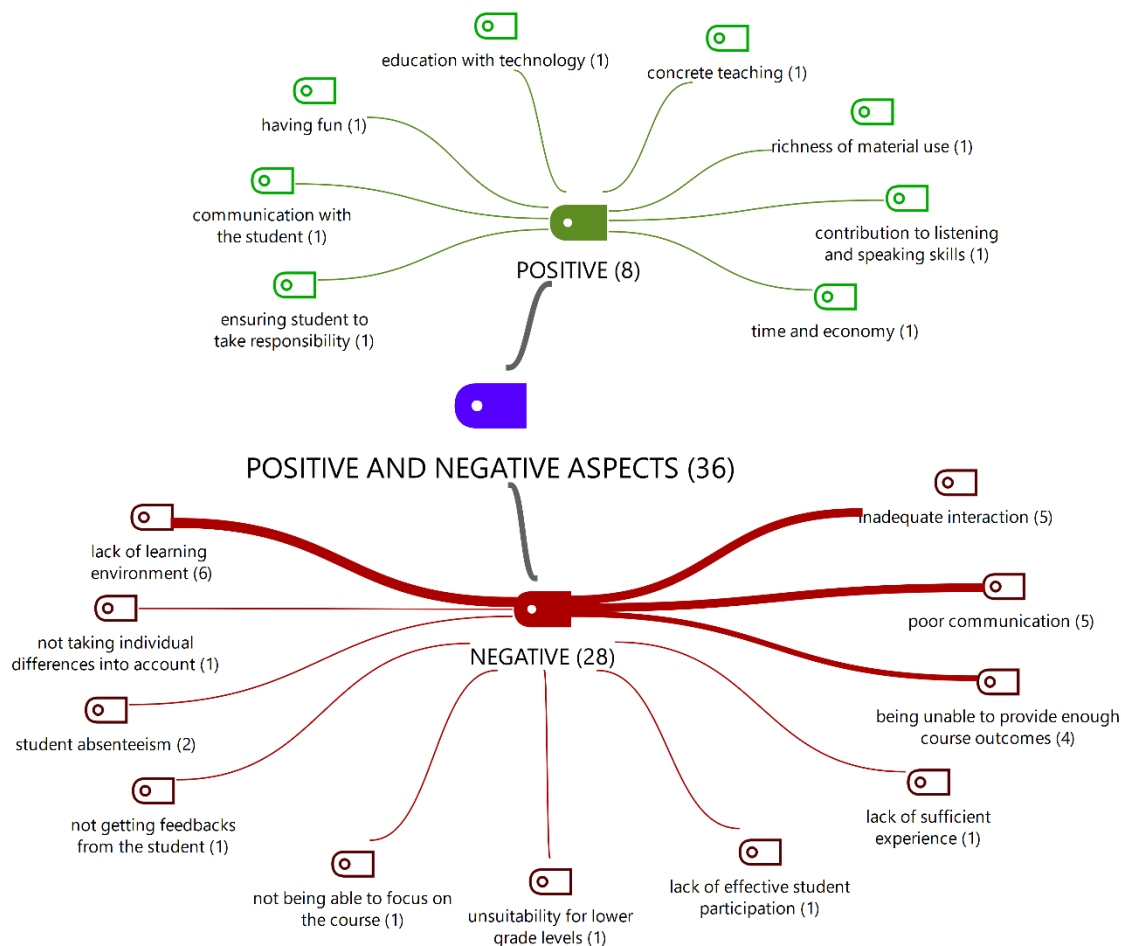 education with technology (1)
concrete teaching (1)
having fun (1)
richness of material use (1)
communication with
the student (1)
contribution to listening
and speaking skills (1)
POSITIVE (8)
ensuring student to
take responsibility (1)
time and economy (1)
POSITIVE AND NEGATIVE ASPECTS (36)
inadequate interaction (5)
lack of learning
environment (6)
poor communication (5)
not taking individual
differences into account (1)
NEGATIVE (28)
being unable to provide enough
course outcomes (4)
student absenteeism (2)
lack of sufficient
experience (1)
not getting feedbacks
from the student (1)
not being able to focus on
the course (1)
unsuitability for lower
grade levels (1)
lack of effective student
participation (1)